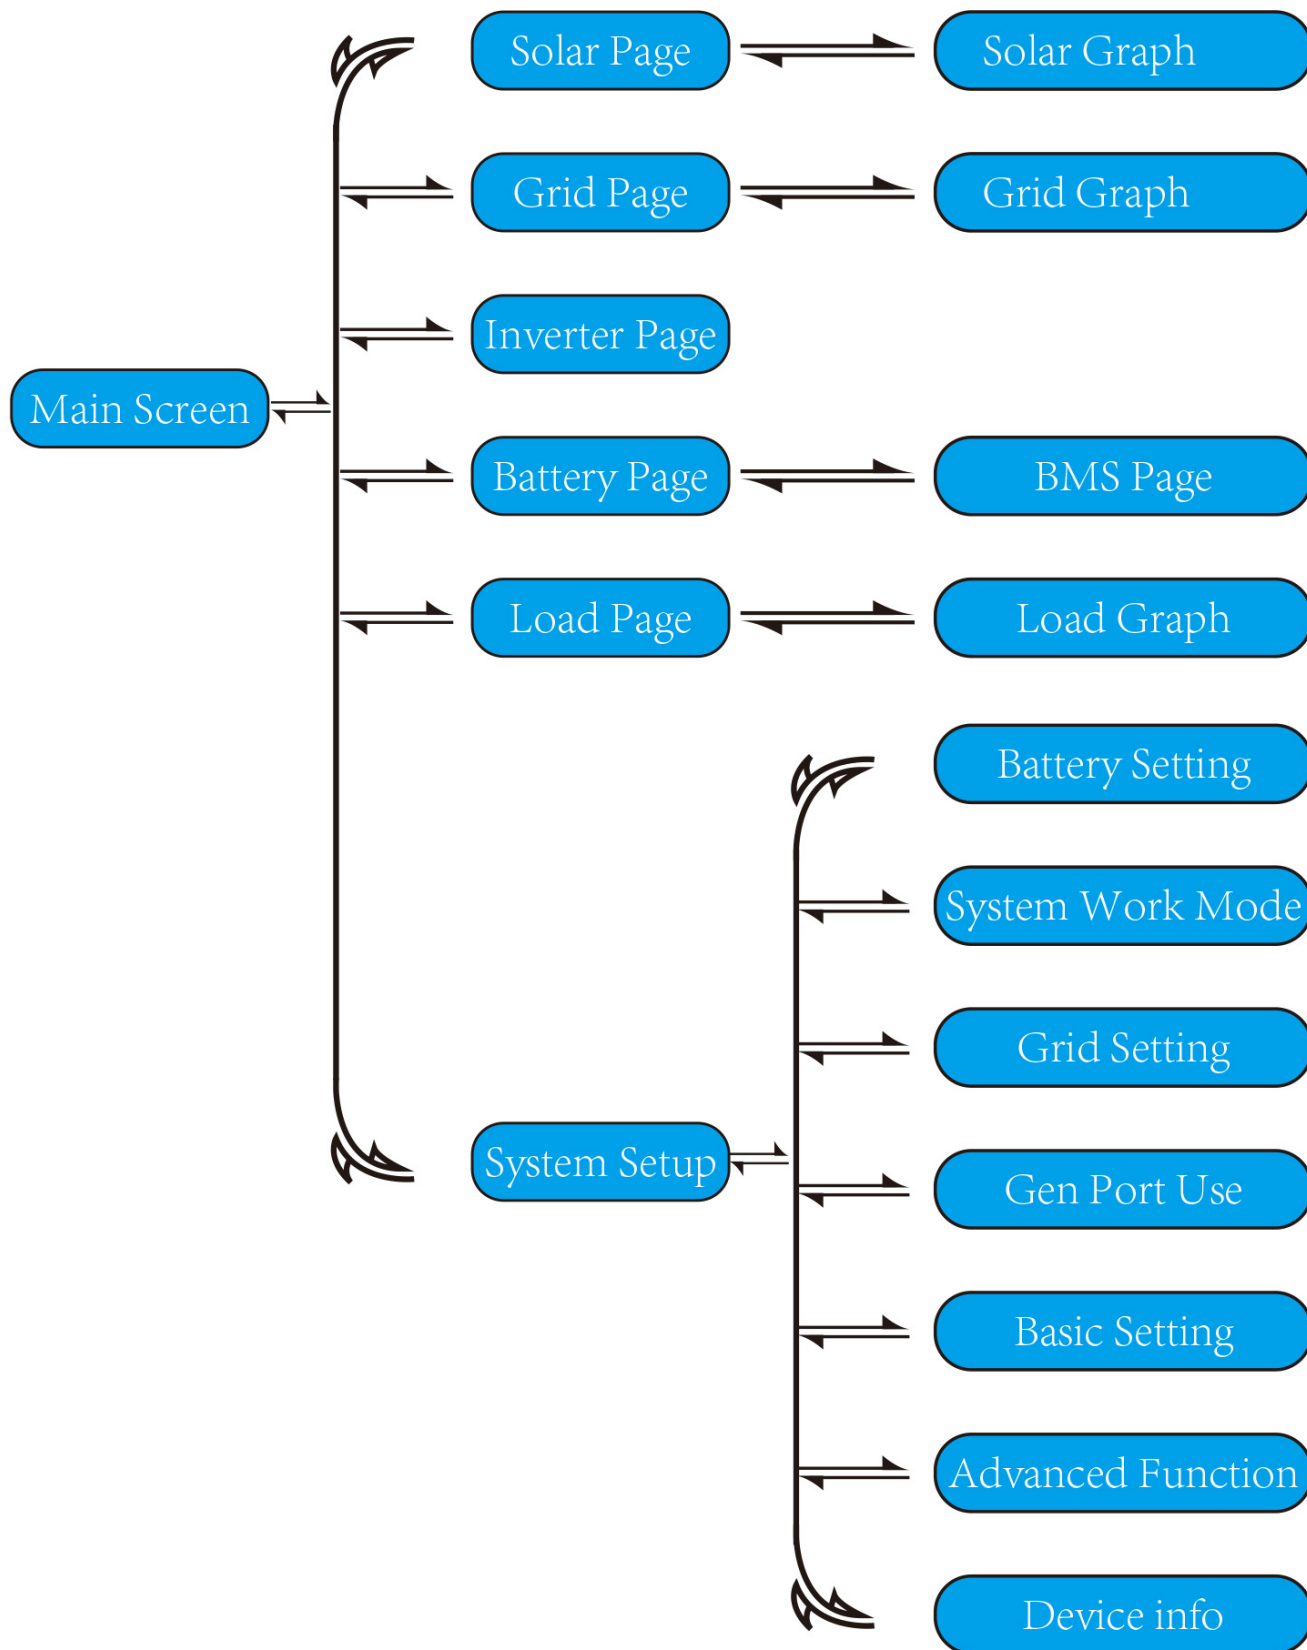 Solar Page
Solar Graph
Grid Page
Grid Graph
Inverter Page
Main Screen
Battery Page
BMS Page
Load Page
Load Graph
Battery Setting
System Work Mode
Grid Setting
System Setup
Gen Port Use
Basic Setting
Advanced Function
Device info